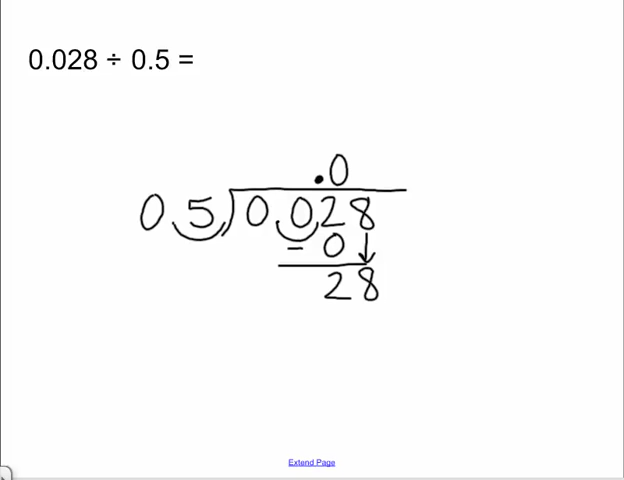 0.028 ÷ 0.5 =
.0
0.5)0.028
- 0↓
28
Extend Page